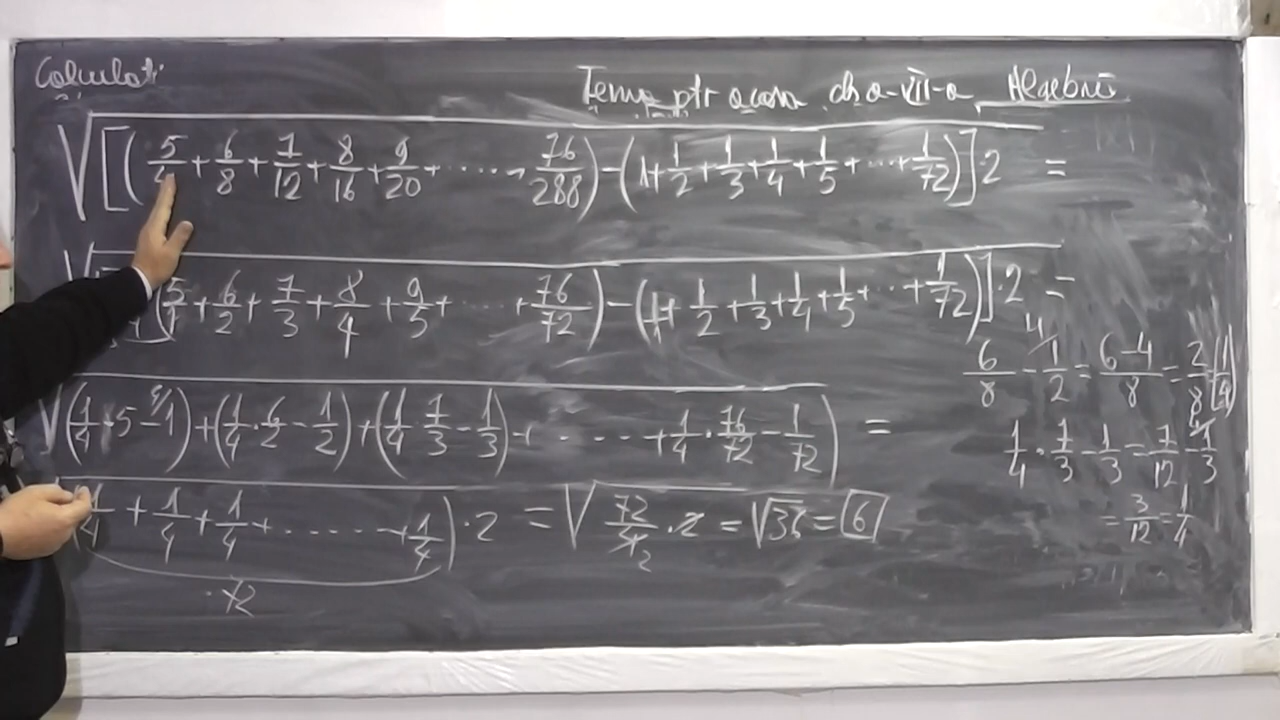 Calculati
Tema ptr acasa cls a-VII-a Algebră
√[(5/4+6/8+7/12+8/16+9/20+.....+76/288)-(1+1/2+1/3+1/4+1/5+...+1/72)]·2 =
(5/1+6/2+7/3+8/4+9/5+.....+76/72)-(1+1/2+1/3+1/4+1/5+...+1/72)]·2 =
6/8-1/2=6-4/8=2/8=1/4
√(1/4·5-1)+(1/4·6/2-1/2)+(1/4·7/3-1/3)+.....+1/4·76/72-1/72) =
1/4·7/3-1/3=7/12-1/3
=3/12=1/4
1/4+1/4+1/4+......+1/4)·2 = √72/4·2 = √36 = 6
72